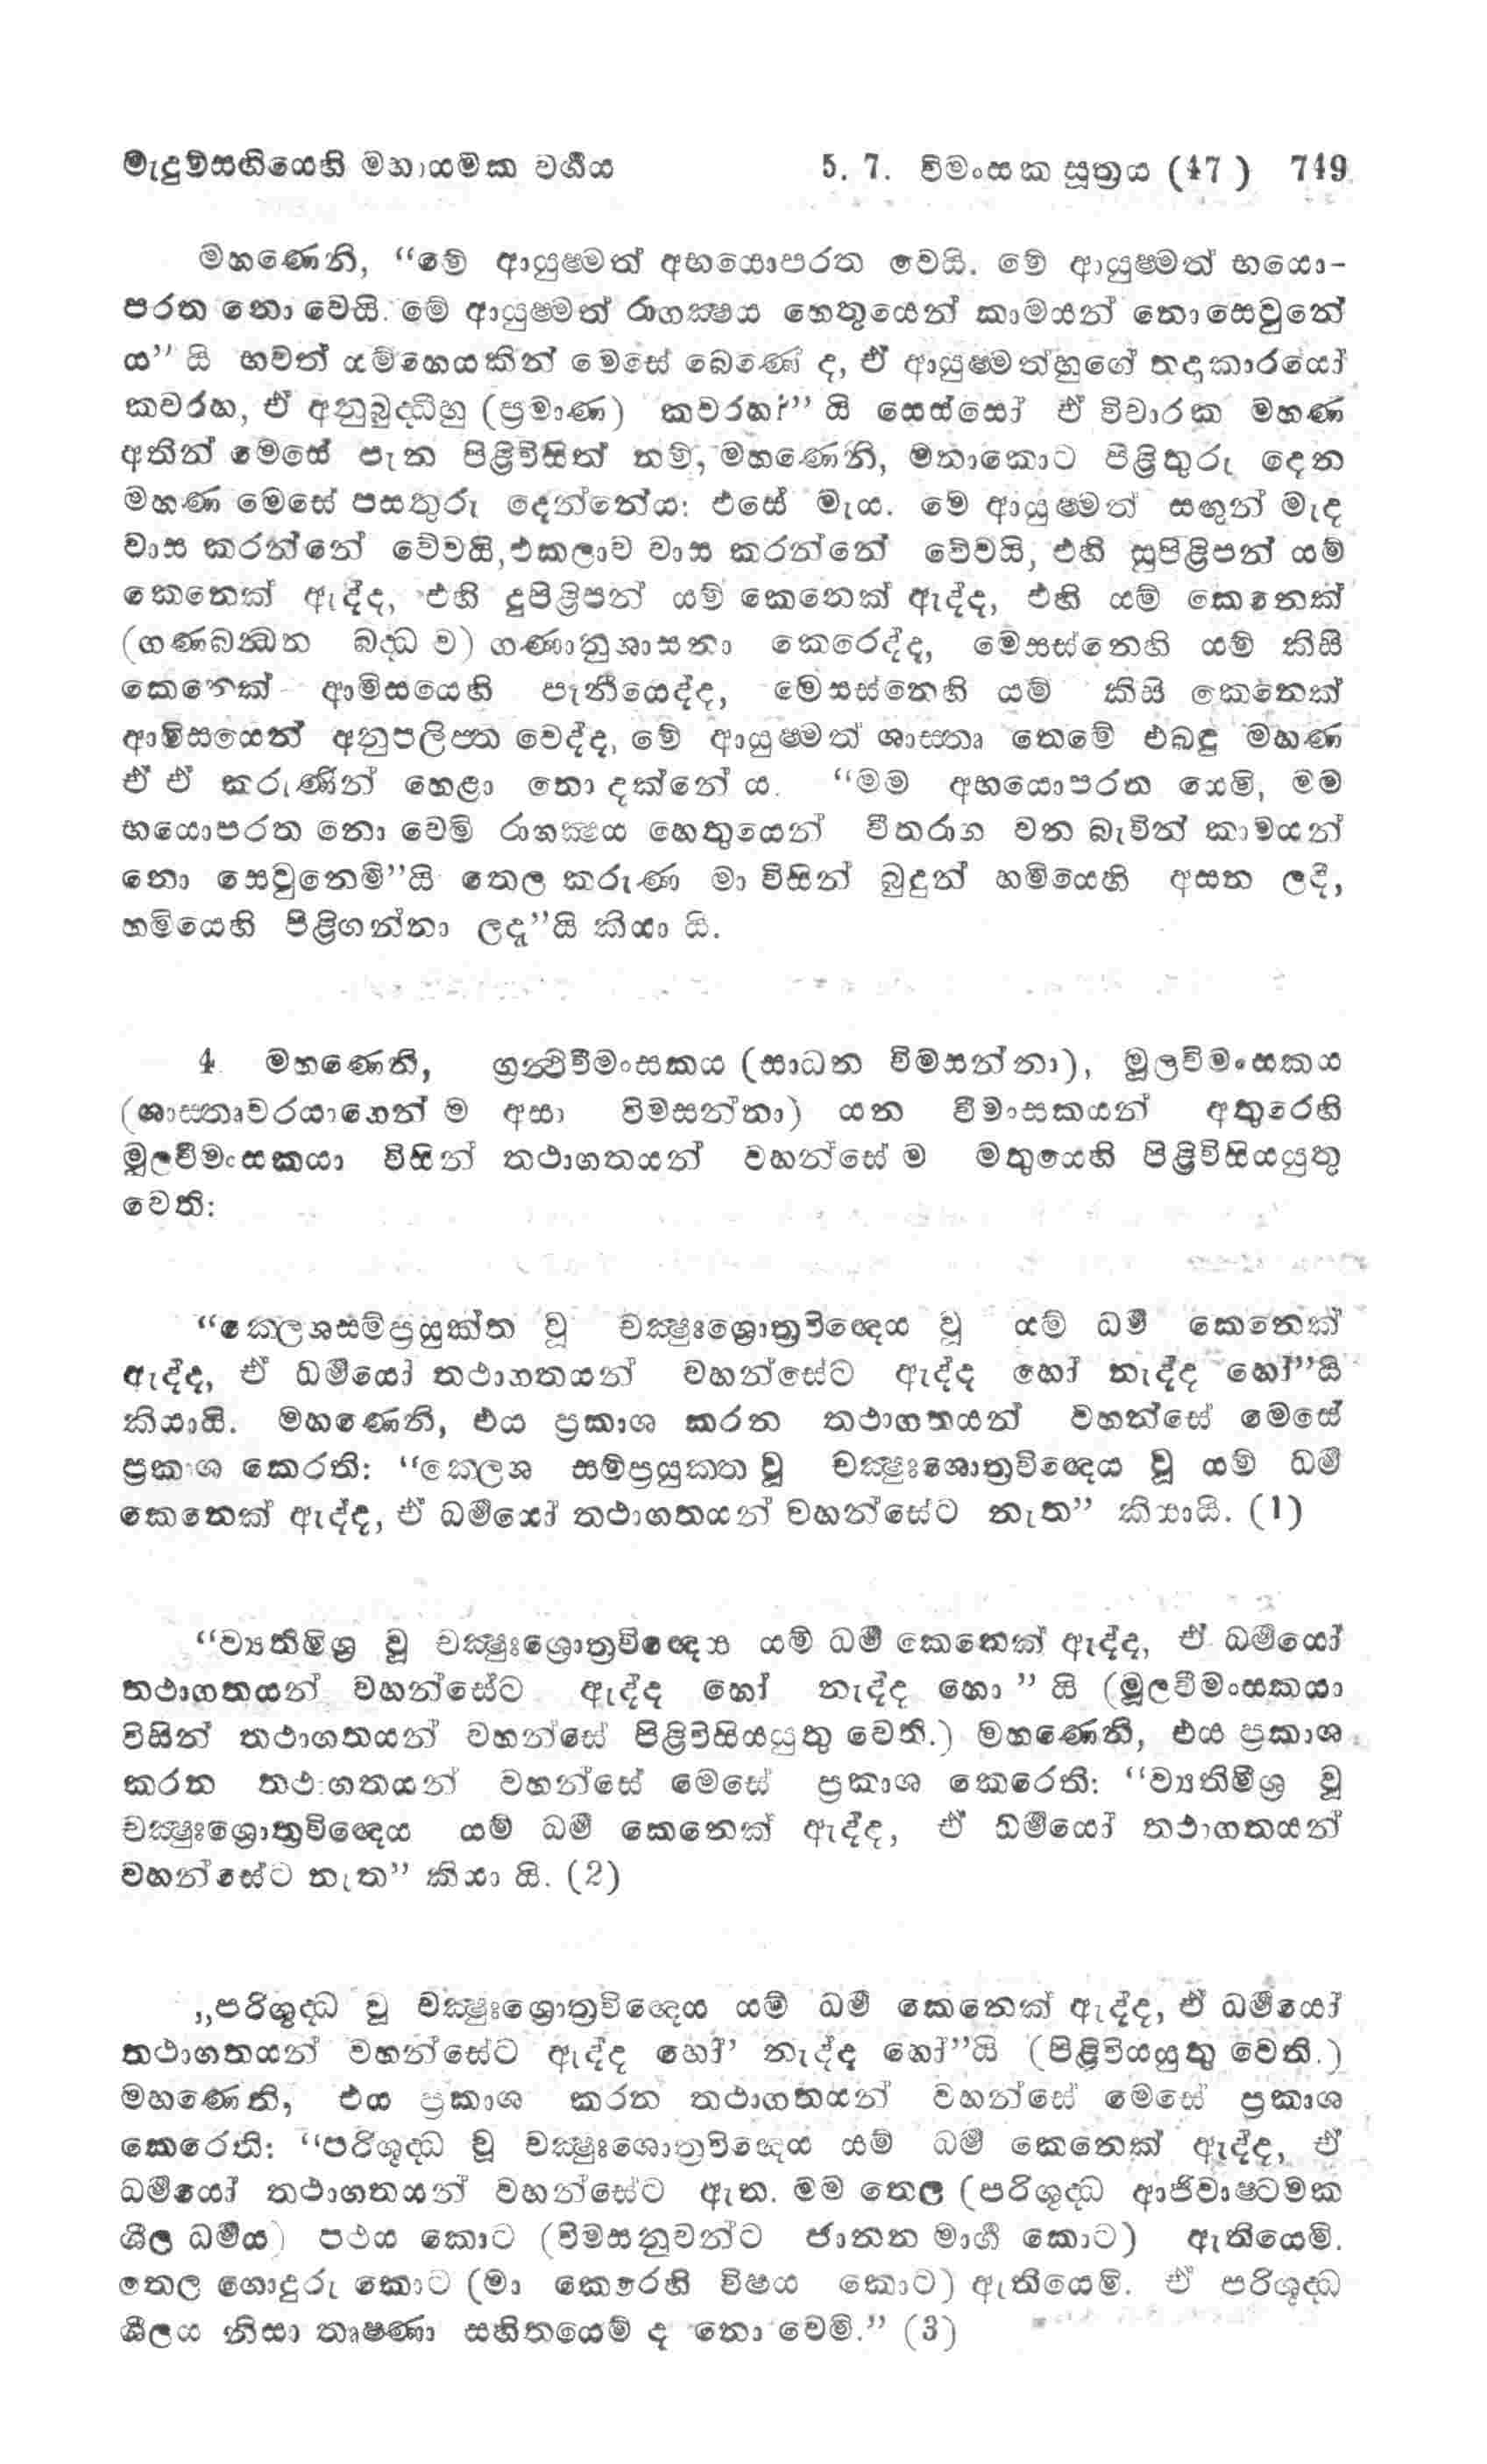 මැදුම්සඟියෙහි මහායමක වර්‍ගය 5. 7. වීමංසක සූත්‍රය (47) 749
මහණෙනි, “මේ ආයුෂ්මත් අභයොපරත වෙයි. මේ ආයුෂ්මත් භයො-
පරත නො වෙයි. මේ ආයුෂ්මත් රාගක්‍ෂය හෙතුයෙන් කාමයන් නොසෙවුනේ
ය” යි භවත් යම්හෙයකින් මෙසේ බෙණේ ද, ඒ ආයුෂ්මත්හුගේ තදාකාරයෝ
කවරහ, ඒ අනුබුද්ධීහු (ප්‍රමාණ) කවරහ?” යි සෙස්සෝ ඒ විචාරක මහණ
අතින් මෙසේ පැන පිළිවිසිත් නම්, මහණෙනි, මනාකොට පිළිතුරු දෙන
මහණ මෙසේ පසතුරු දෙන්නේය: එසේ මැය. මේ ආයුෂ්මත් සඟුන් මැද
වාස කරන්නේ වේවයි, එකලාව වාස කරන්නේ වේවයි, එහි සුපිළිපන් යම්
කෙනෙක් ඇද්ද, එහි දුපිළිපන් යම් කෙනෙක් ඇද්ද, එහි යම් කෙනෙක්
(ගණබන්‍ධන බද්ධ ව) ගණානුශාසනා කෙරෙද්ද, මෙසස්නෙහි යම් කිසි
කෙනෙක් ආමිසයෙහි පැනීයෙද්ද, මෙසස්නෙහි යම් කිසි කෙනෙක්
ආමිසයෙන් අනුපලිප්ත වෙද්ද, මේ ආයුෂ්මත් ශාස්තෘ තෙමේ එබඳු මහණ
ඒ ඒ කරුණින් හෙළා නො දක්නේ ය. “මම අභයොපරත යෙමි, මම
භයොපරත නො වෙමි රාගක්‍ෂය හෙතුයෙන් වීතරාග වන බැවින් කාමයන්
නො සෙවුනෙමි”යි තෙල කරුණ මා විසින් බුදුන් හමියෙහි අසන ලදී,
හමියෙහි පිළිගන්නා ලදැ”යි කියා යි.
4. මහණෙනි, ග්‍රන්‍ථවීමංසකය (සාධන විමසන්නා), මූලවීමංසකය
(ශාස්තෘවරයාගෙන් ම අසා විමසන්නා) යන වීමංසකයන් අතුරෙහි
මූලවීමංසකයා විසින් තථාගතයන් වහන්සේ ම මතුයෙහි පිළිවිසියයුතු
වෙති:
“කෙලශසම්ප්‍රයුක්ත වූ චක්‍ෂුඃශ්‍රොත්‍රවිඥෙය වූ යම් ධර්‍ම කෙනෙක්
ඇද්ද, ඒ ධර්‍මයෝ තථාගතයන් වහන්සේට ඇද්ද හෝ නැද්ද හෝ”යි
කියායි. මහණෙනි, එය ප්‍රකාශ කරන තථාගතයන් වහන්සේ මෙසේ
ප්‍රකාශ කෙරති: “කෙලශ සම්ප්‍රයුක්ත වූ චක්‍ෂුඃශොත්‍රවිඥෙය වූ යම් ධර්‍ම
කෙනෙක් ඇද්ද, ඒ ධර්‍මයෝ තථාගතයන් වහන්සේට නැත” කියායි. (1)
“ව්‍යතිමිශ්‍ර වූ චක්‍ෂුඃශ්‍රොත්‍රවිඥෙය යම් ධර්‍ම කෙනෙක් ඇද්ද, ඒ ධර්‍මයෝ
තථාගතයන් වහන්සේට ඇද්ද හෝ නැද්ද හො” යි (මූලවීමංසකයා
විසින් තථාගතයන් වහන්සේ පිළිවිසියයුතු වෙති.) මහණෙනි, එය ප්‍රකාශ
කරන තථාගතයන් වහන්සේ මෙසේ ප්‍රකාශ කෙරෙති: “ව්‍යතිමිශ්‍ර වූ
චක්‍ෂුඃශ්‍රොත්‍රවිඥෙය යම් ධර්‍ම කෙනෙක් ඇද්ද, ඒ ධර්‍මයෝ තථාගතයන්
වහන්සේට නැත” කියා යි. (2)
„පරිශුද්ධ වූ චක්‍ෂුඃශ්‍රොත්‍රවිඥෙය යම් ධර්‍ම කෙනෙක් ඇද්ද, ඒ ධර්‍මයෝ
තථාගතයන් වහන්සේට ඇද්ද හෝ’ නැද්ද හෝ”යි (පිළිවියයුතු වෙති.)
මහණෙනි, එය ප්‍රකාශ කරන තථාගතයන් වහන්සේ මෙසේ ප්‍රකාශ
කෙරෙති: “පරිශුද්ධ වූ චක්‍ෂුඃශොත්‍රවිඥෙය යම් ධර්‍ම කෙනෙක් ඇද්ද, ඒ
ධර්‍මයෝ තථාගතයන් වහන්සේට ඇත. මම තෙල (පරිශුද්ධ ආජීවාෂ්ටමක
ශීල ධර්‍මය) පථය කොට (විමසනුවන්ට ජානන මාර්‍ග කොට) ඇතියෙමි.
තෙල ගොදුරු කොට (මා කෙරෙහි විෂය කොට) ඇතියෙමි. ඒ පරිශුද්ධ
ශීලය නිසා තෘෂ්ණා සහිතයෙම් ද නො වෙමි.” (3)